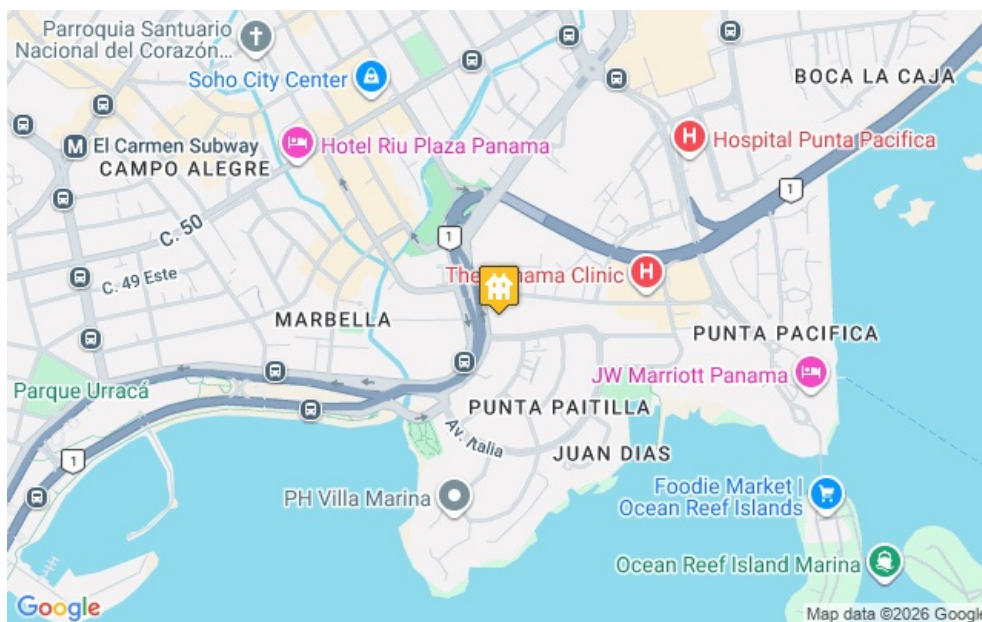 Parroquia Santuario
Nacional del Corazón...
Soho City Center
BOCA LA CAJA
M El Carmen Subway
Hotel Riu Plaza Panama
H Hospital Punta Pacifica
CAMPO ALEGRE
1
C. 50
1
C. 49 Este
The Panama Clinic H
MARBELLA
PUNTA PACIFICA
Parque Urracá
JW Marriott Panama
PUNTA PAITILLA
Av. Italia
JUAN DIAS
1
PH Villa Marina
Foodie Market |
Ocean Reef Islands
Ocean Reef Island Marina
Google
Map data ©2026 Google